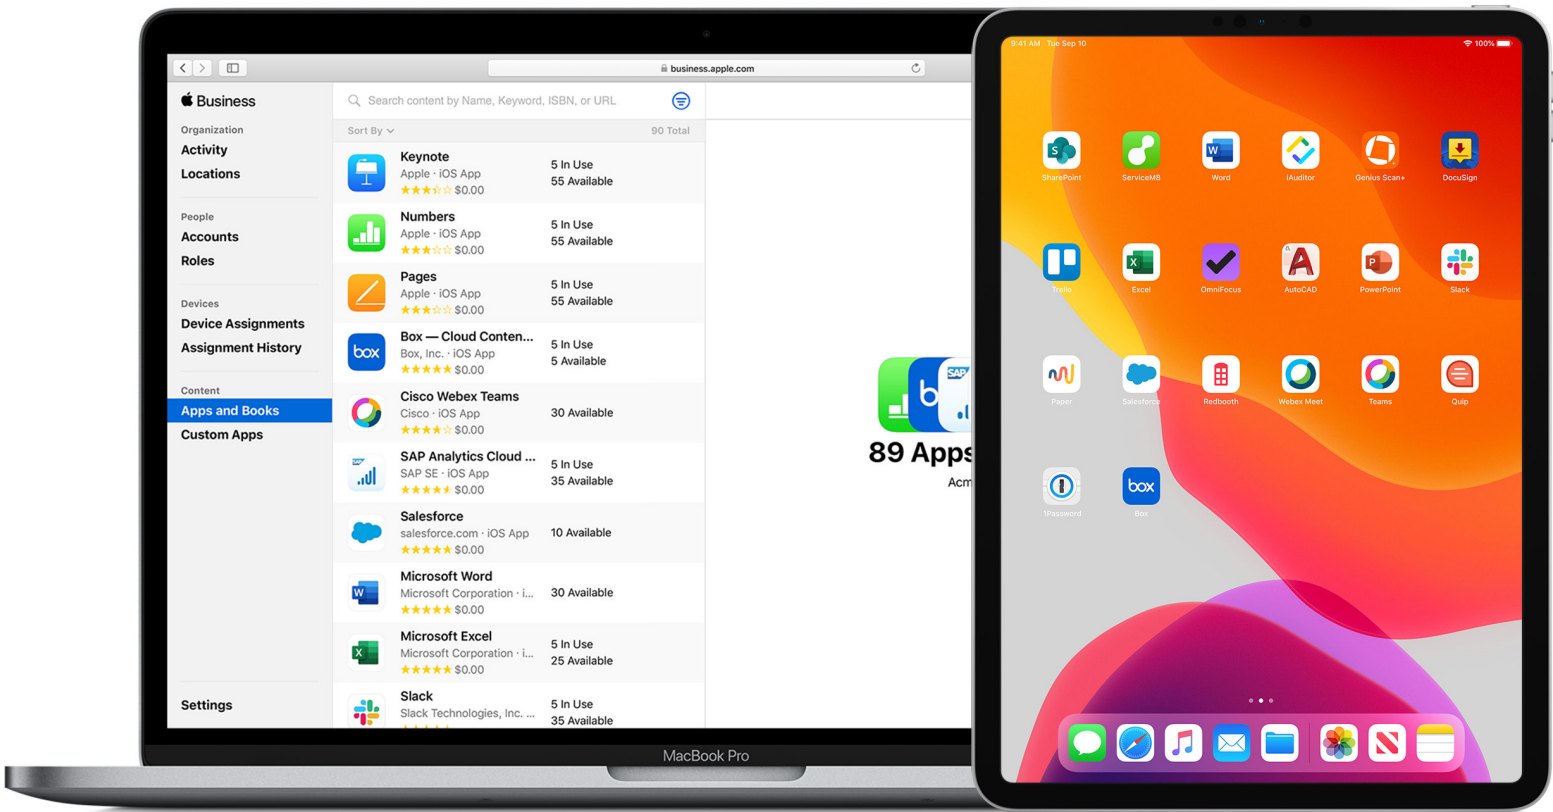 business.apple.com
Business
Organization
Activity
Locations
People
Accounts
Roles
Devices
Device Assignments
Assignment History
Content
Apps and Books
Custom Apps
Settings
Search content by Name, Keyword, ISBN, or URL
Sort By
90 Total
Keynote
Apple · iOS App
$0.00
5 In Use
55 Available
Numbers
Apple · iOS App
$0.00
5 In Use
55 Available
Pages
Apple · iOS App
$0.00
5 In Use
55 Available
box
Box — Cloud Conten...
Box, Inc. · iOS App
$0.00
5 In Use
5 Available
Cisco Webex Teams
Cisco · iOS App
$0.00
30 Available
SAP
SAP Analytics Cloud ...
SAP SE · iOS App
$0.00
5 In Use
35 Available
Salesforce
salesforce.com · iOS App
$0.00
10 Available
W
Microsoft Word
Microsoft Corporation · i...
$0.00
30 Available
X
Microsoft Excel
Microsoft Corporation · i...
$0.00
5 In Use
25 Available
Slack
Slack Technologies, Inc. ...
5 In Use
35 Available
b
SAP
89 Apps
Acm
MacBook Pro
9:41 AM Tue Sep 10
100%
S
W
SharePoint
ServiceM8
Word
iAuditor
Genius Scan+
DocuSign
X
A
P
Trello
Excel
OmniFocus
AutoCAD
PowerPoint
Slack
Paper
Salesforce
Redbooth
Webex Meet
Teams
Quip
box
1Password
Box